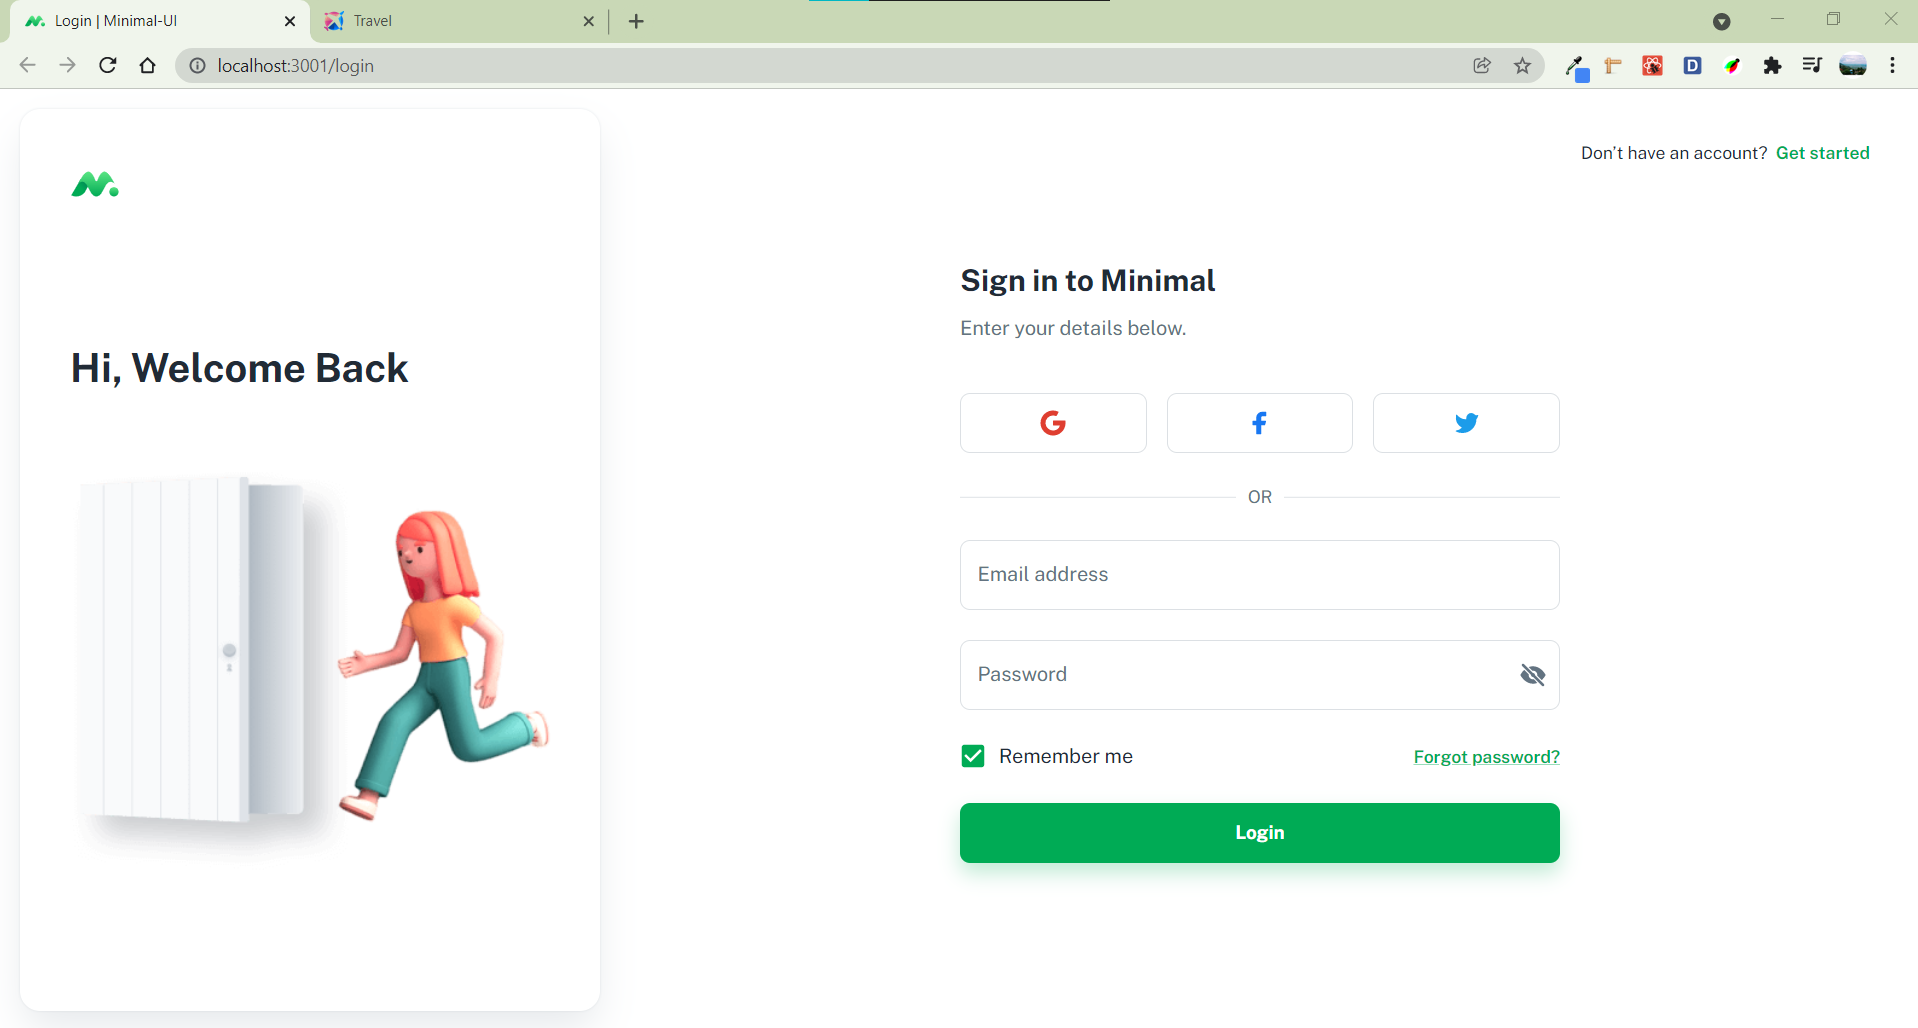 Login | Minimal-UI
Travel
localhost:3001/login
D
Don't have an account? Get started
Hi, Welcome Back
Sign in to Minimal
Enter your details below.
OR
Email address
Password
Remember me
Forgot password?
Login